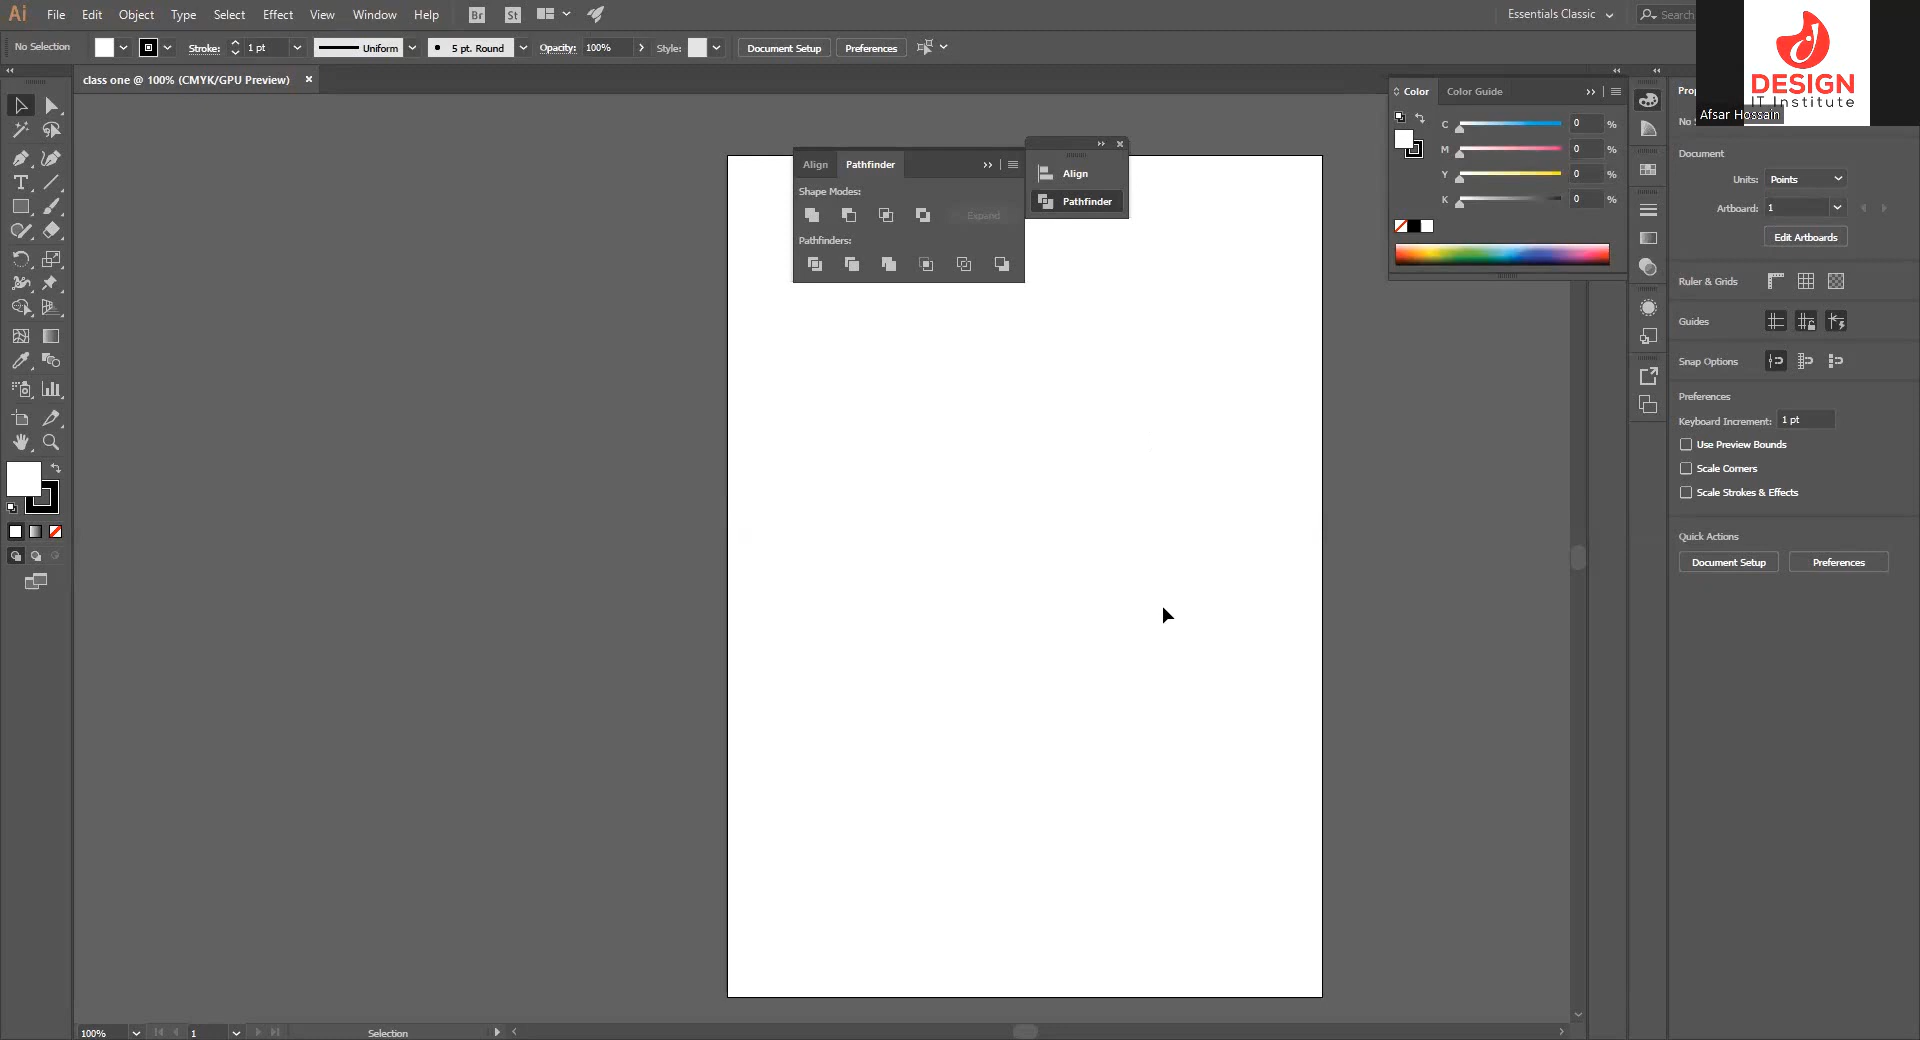 Ai File Edit Object Type Select Effect View Window Help Br St Essentials Classic Search
No Selection Stroke: 1 pt Uniform 5 pt. Round Opacity: 100% Style: Document Setup Preferences
class one @ 100% (CMYK/GPU Preview)
DESIGN
IT Institute
Afsar Hossain
Color Color Guide
C 0 %
M 0 %
Y 0 %
K 0 %
Align Pathfinder
Shape Modes:
Expand
Pathfinders:
Align
Pathfinder
Document
Units: Points
Artboard: 1
Edit Artboards
Ruler & Grids
Guides
Snap Options
Preferences
Keyboard Increment: 1 pt
Use Preview Bounds
Scale Corners
Scale Strokes & Effects
Quick Actions
Document Setup Preferences
T
100% 1 Selection